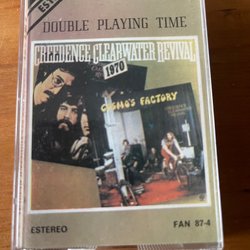 DOUBLE PLAYING TIME
CREEDENCE CLEARWATER REVIVAL
1970
COSMO'S FACTORY
ESTEREO
FAN 87-4